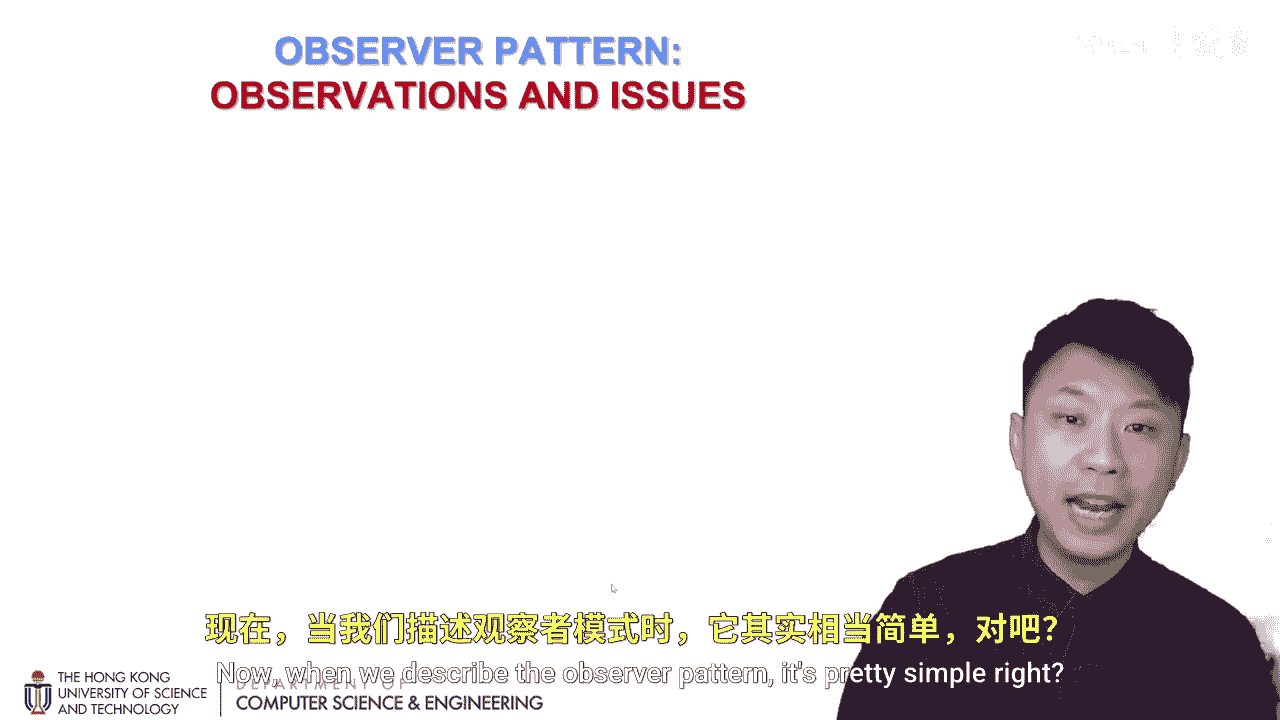 OBSERVER PATTERN:
OBSERVATIONS AND ISSUES
现在，当我们描述观察者模式时，它其实相当简单，对吧？
Now, when we describe the observer pattern, it's pretty simple right?
THE HONG KONG
UNIVERSITY OF SCIENCE
AND TECHNOLOGY
DEPARTMENT OF
COMPUTER SCIENCE & ENGINEERING